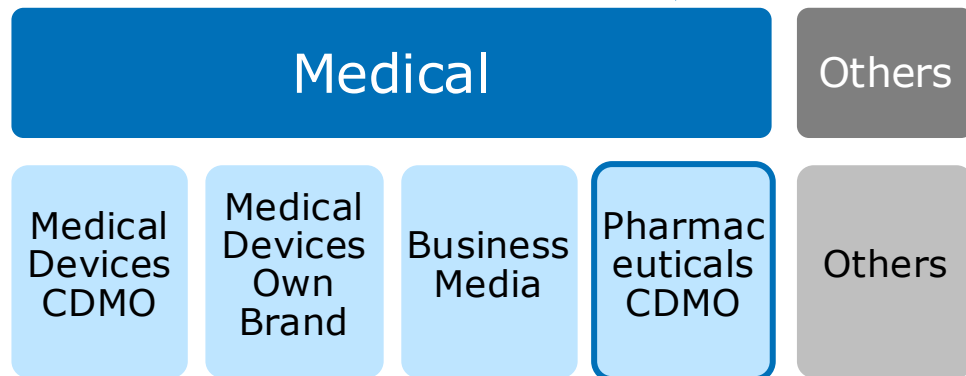 Medical
Others
Medical
Devices
CDMO
Medical
Devices
Own
Brand
Business
Media
Pharmac
euticals
CDMO
Others